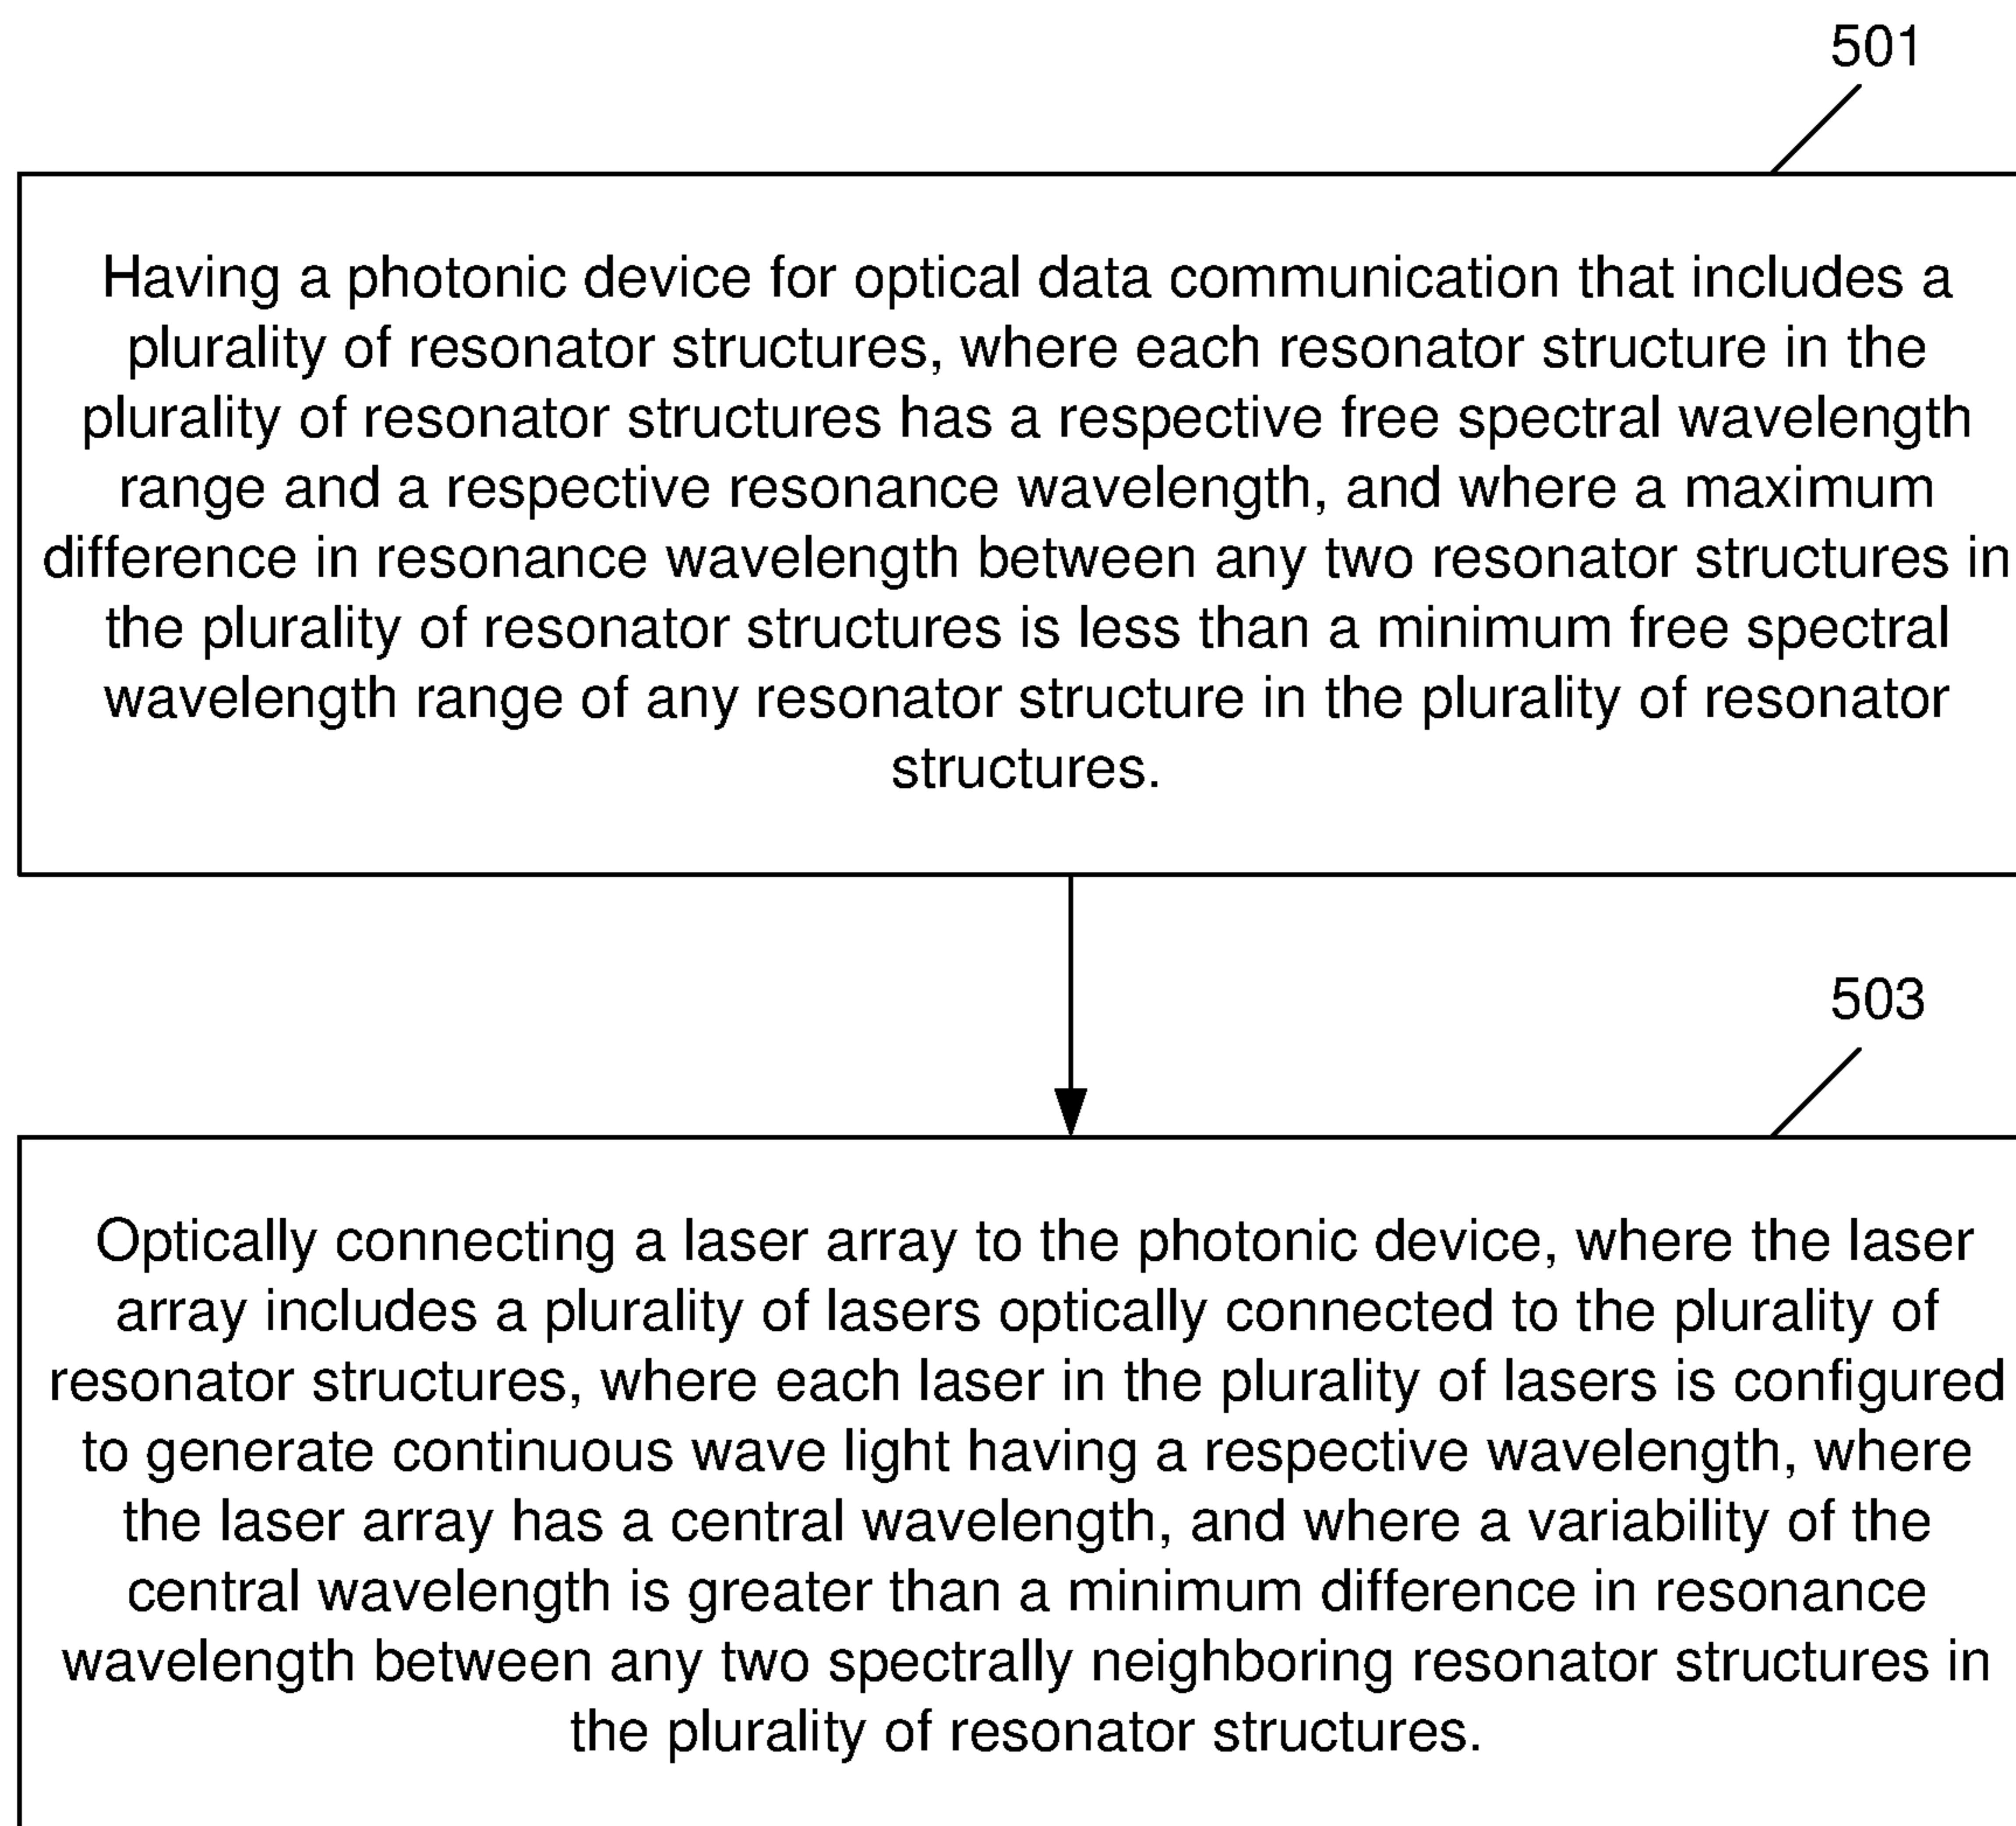 501
Having a photonic device for optical data communication that includes a
plurality of resonator structures, where each resonator structure in the
plurality of resonator structures has a respective free spectral wavelength
range and a respective resonance wavelength, and where a maximum
difference in resonance wavelength between any two resonator structures in
the plurality of resonator structures is less than a minimum free spectral
wavelength range of any resonator structure in the plurality of resonator
structures.
503
Optically connecting a laser array to the photonic device, where the laser
array includes a plurality of lasers optically connected to the plurality of
resonator structures, where each laser in the plurality of lasers is configured
to generate continuous wave light having a respective wavelength, where
the laser array has a central wavelength, and where a variability of the
central wavelength is greater than a minimum difference in resonance
wavelength between any two spectrally neighboring resonator structures in
the plurality of resonator structures.